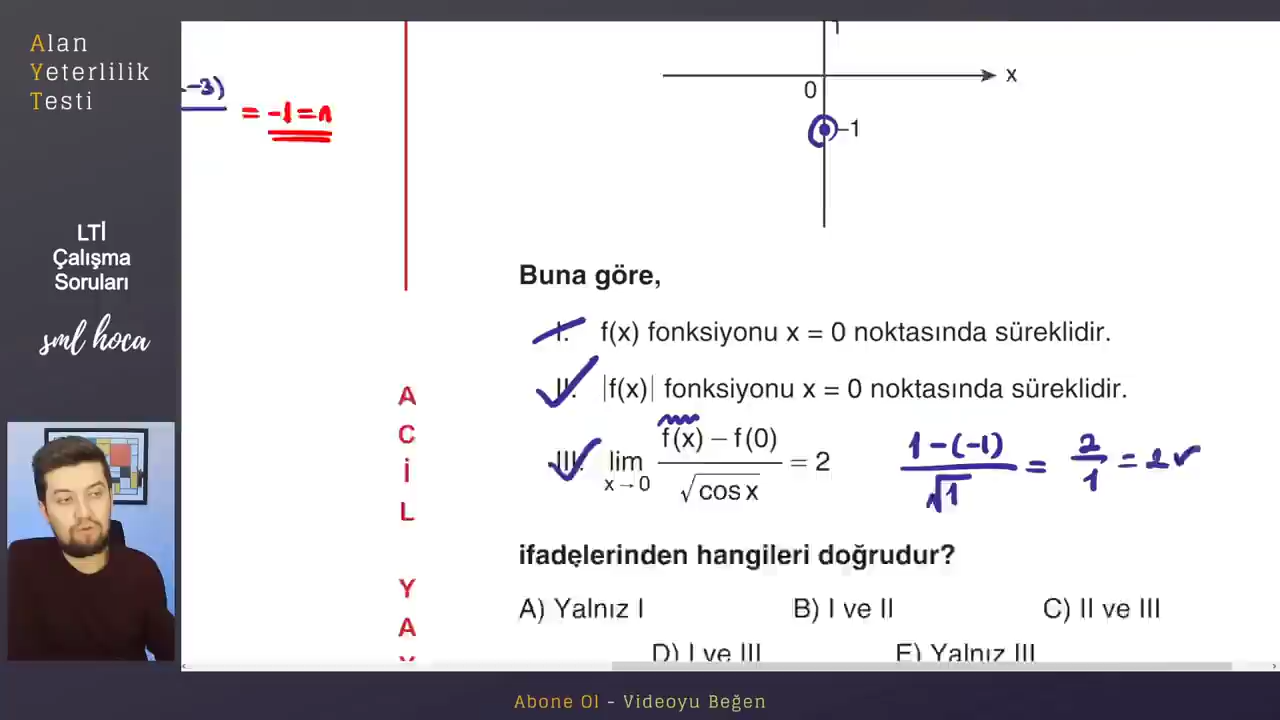 Alan
Yeterlilik
Testi
LTİ
Çalışma
Soruları
sml hoca
-3)
= -1 = n
x
0
-1
Buna göre,
I. f(x) fonksiyonu x = 0 noktasında süreklidir.
II. |f(x)| fonksiyonu x = 0 noktasında süreklidir.
III. lim x→0 f(x) – f(0) / √cos x = 2
1-(-1) / √1 = 2/1 = 2 ✓
ifadelerinden hangileri doğrudur?
A) Yalnız I B) I ve II C) II ve III
D) I ve III E) Yalnız III
A
C
İ
L
Y
A
Abone Ol - Videoyu Beğen